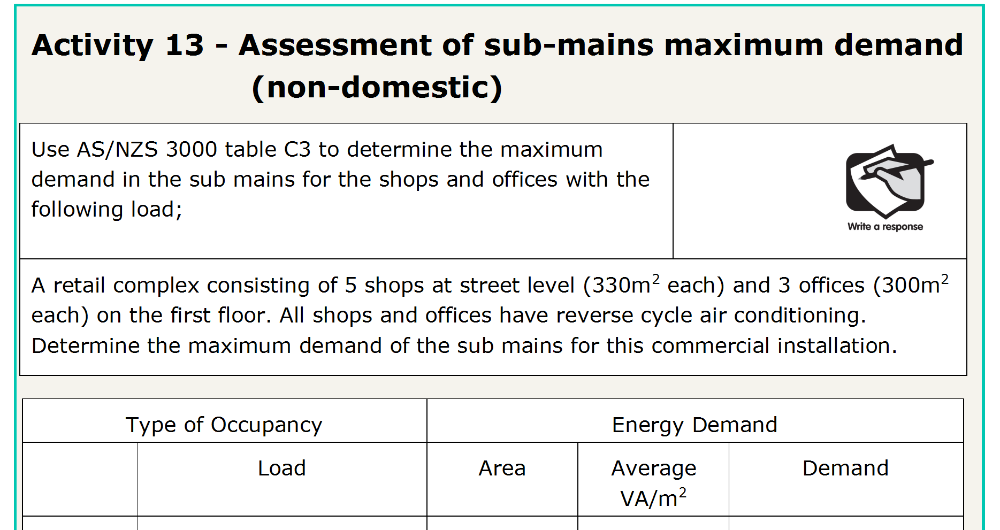 Activity 13 - Assessment of sub-mains maximum demand
(non-domestic)
Use AS/NZS 3000 table C3 to determine the maximum
demand in the sub mains for the shops and offices with the
following load;
Write a response
A retail complex consisting of 5 shops at street level (330m² each) and 3 offices (300m²
each) on the first floor. All shops and offices have reverse cycle air conditioning.
Determine the maximum demand of the sub mains for this commercial installation.
Type of Occupancy
Energy Demand
Load
Area
Average
VA/m²
Demand